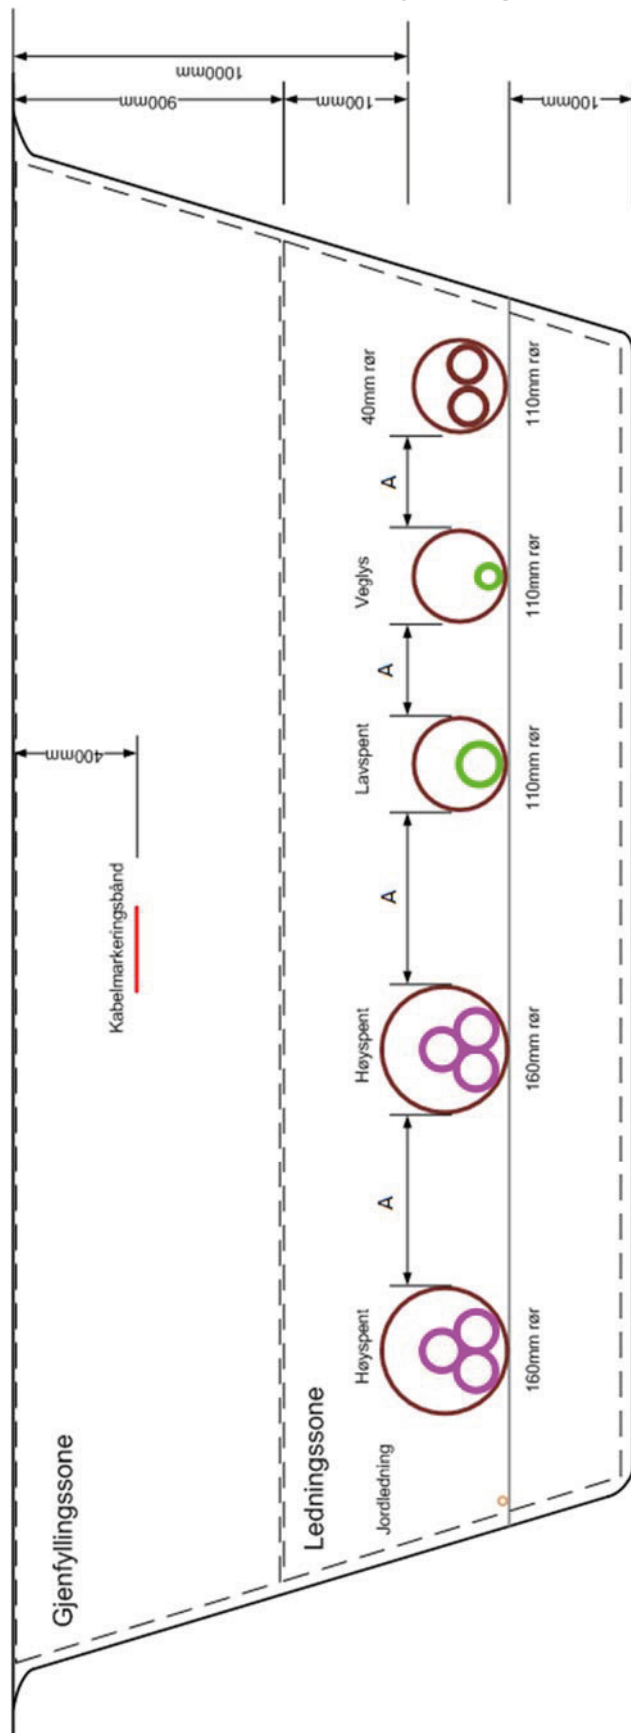 Gjenfyllingssone
Kabelmarkeringsbånd
400mm
900mm
1000mm
Ledningssone
100mm
Jordledning
Høyspent
A
Høyspent
A
Lavspent
A
Veglys
A
40mm rør
160mm rør
160mm rør
110mm rør
110mm rør
110mm rør
100mm